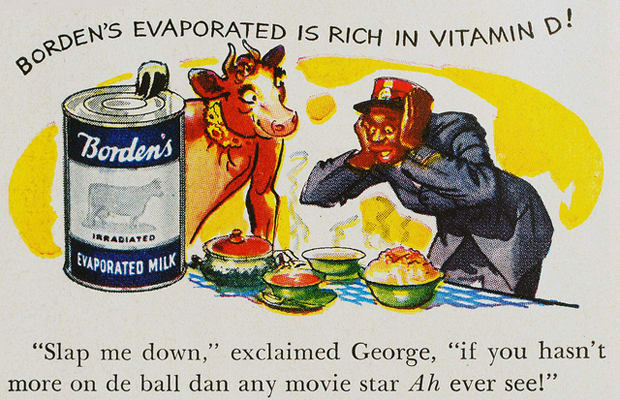 BORDEN'S EVAPORATED IS RICH IN VITAMIN D!
Borden's
IRRADIATED
EVAPORATED MILK
"Slap me down," exclaimed George, "if you hasn't
more on de ball dan any movie star Ah ever see!"